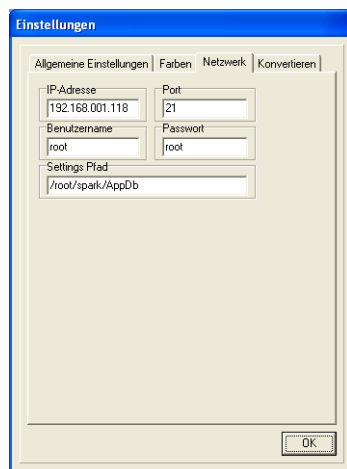 Einstellungen
Allgemeine Einstellungen Farben Netzwerk Konvertieren
IP-Adresse Port
192.168.001.118 21
Benutzername Passwort
root root
Settings Pfad
/root/spark/AppDb
OK